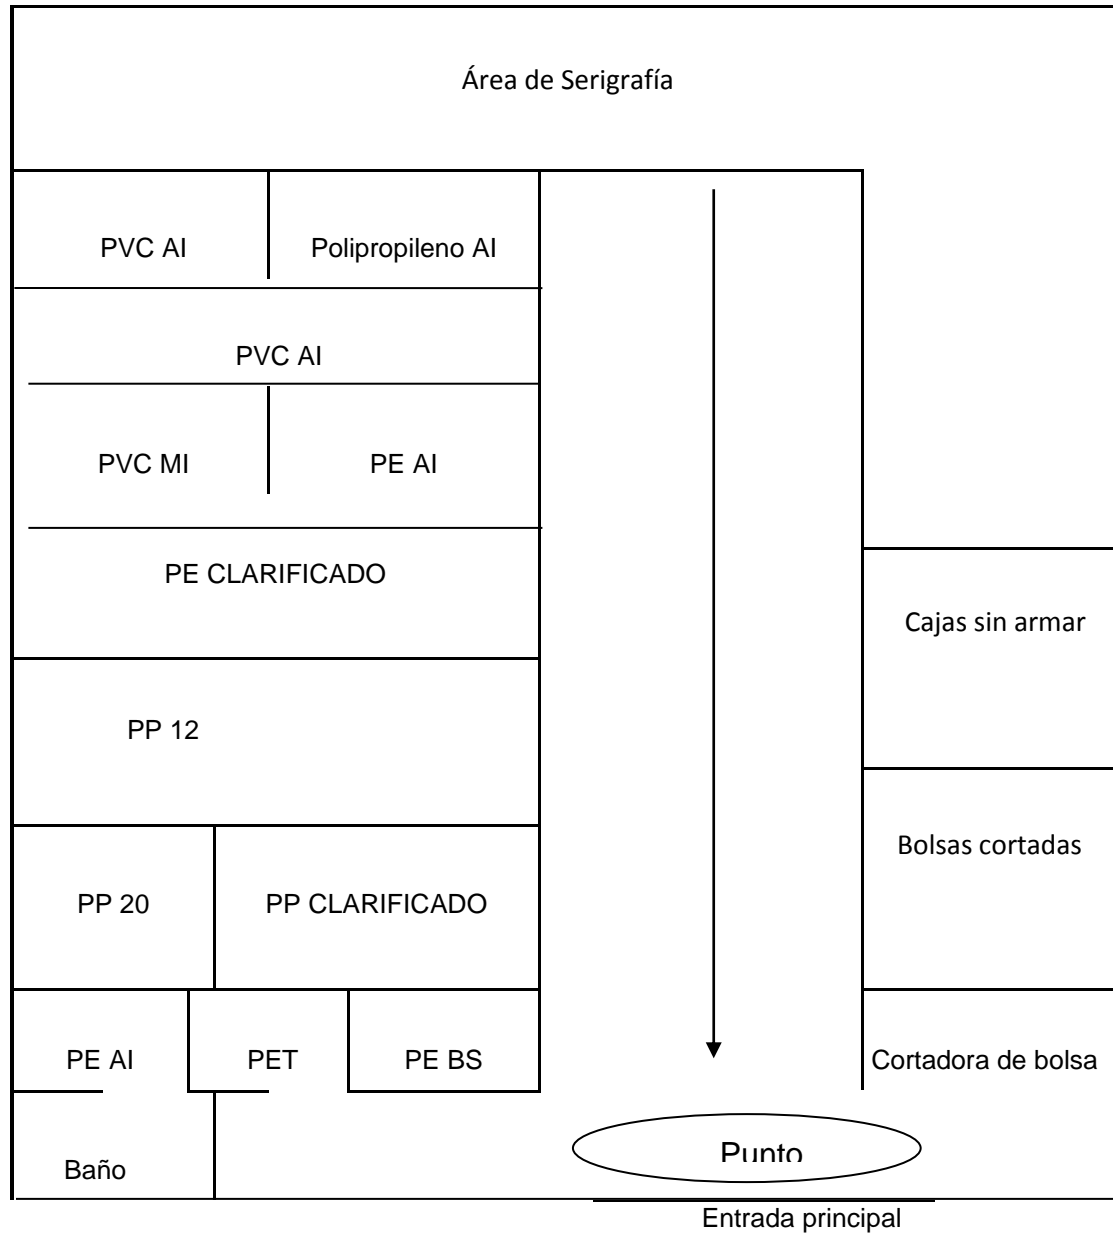 Área de Serigrafía
PVC AI
Polipropileno AI
PVC AI
PVC MI
PE AI
PE CLARIFICADO
Cajas sin armar
PP 12
Bolsas cortadas
PP 20
PP CLARIFICADO
PE AI
PET
PE BS
Cortadora de bolsa
Punto
Baño
Entrada principal